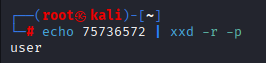 ┌──(root㉿kali)-[~]
└─# echo 75736572 | xxd -r -p
user